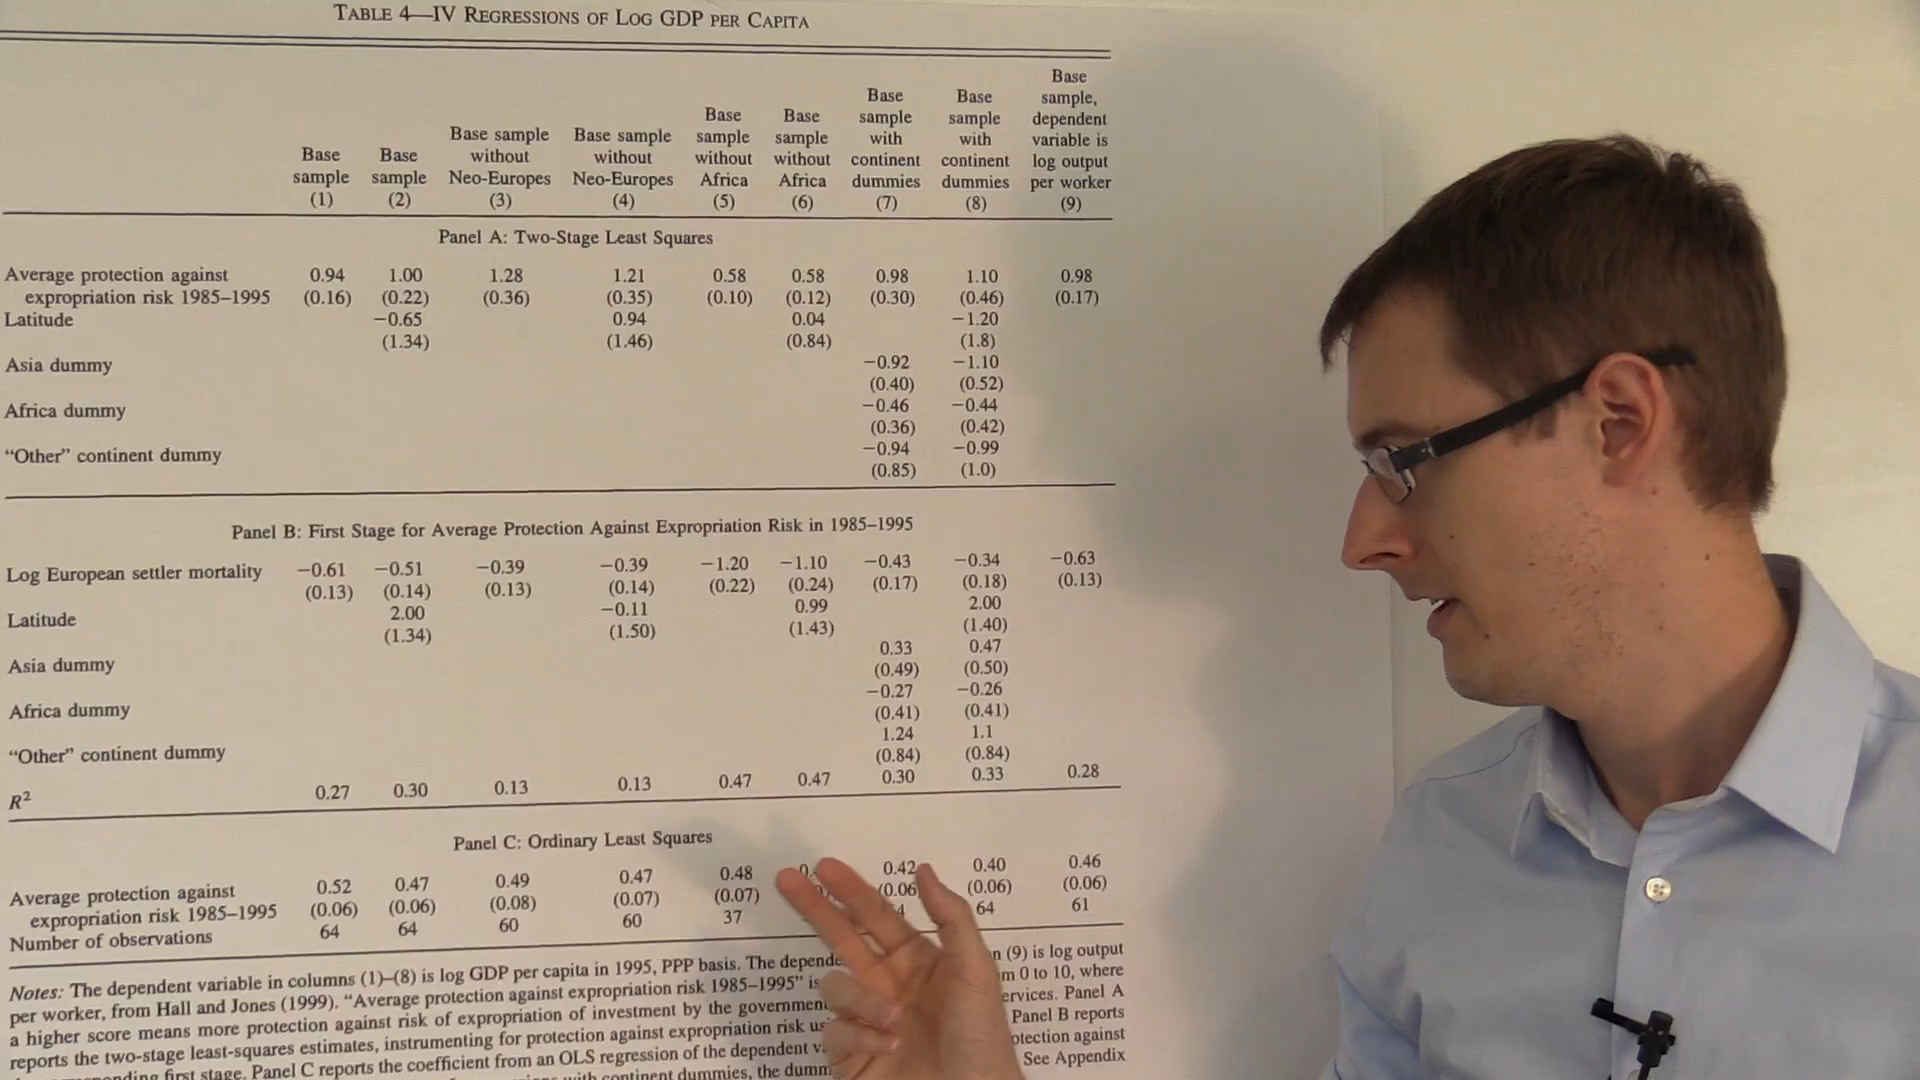 TABLE 4—IV REGRESSIONS OF LOG GDP PER CAPITA
Base sample (1) Base sample (2) Base sample without Neo-Europes (3) Base sample without Neo-Europes (4) Base sample without Africa (5) Base sample without Africa (6) Base sample with continent dummies (7) Base sample with continent dummies (8) Base sample, dependent variable is log output per worker (9)
Panel A: Two-Stage Least Squares
Average protection against 0.94 1.00 1.28 1.21 0.58 0.58 0.98 1.10 0.98
expropriation risk 1985–1995 (0.16) (0.22) (0.36) (0.35) (0.10) (0.12) (0.30) (0.46) (0.17)
Latitude −0.65 0.94 0.04 −1.20
(1.34) (1.46) (0.84) (1.8)
Asia dummy −0.92 −1.10
(0.40) (0.52)
Africa dummy −0.46 −0.44
(0.36) (0.42)
“Other” continent dummy −0.94 −0.99
(0.85) (1.0)
Panel B: First Stage for Average Protection Against Expropriation Risk in 1985–1995
Log European settler mortality −0.61 −0.51 −0.39 −0.39 −1.20 −1.10 −0.43 −0.34 −0.63
(0.13) (0.14) (0.13) (0.14) (0.22) (0.24) (0.17) (0.18) (0.13)
Latitude 2.00 −0.11 0.99 2.00
(1.34) (1.50) (1.43) (1.40)
Asia dummy 0.33 0.47
(0.49) (0.50)
Africa dummy −0.27 −0.26
(0.41) (0.41)
“Other” continent dummy 1.24 1.1
(0.84) (0.84)
R² 0.27 0.30 0.13 0.13 0.47 0.47 0.30 0.33 0.28
Panel C: Ordinary Least Squares
Average protection against 0.52 0.47 0.49 0.47 0.48 0.42 0.40 0.46
expropriation risk 1985–1995 (0.06) (0.06) (0.08) (0.07) (0.07) (0.06 (0.06) (0.06)
Number of observations 64 64 60 60 37 64 61
Notes: The dependent variable in columns (1)–(8) is log GDP per capita in 1995, PPP basis. The (9) is log output
per worker, from Hall and Jones (1999). “Average protection against expropriation risk 1985–1995” is 0 to 10, where
a higher score means more protection against risk of expropriation of investment by the Panel A
reports the two-stage least-squares estimates, instrumenting for protection against expropriation risk Panel B reports
first stage. Panel C reports the coefficient from an OLS regression of the dependent against
with continent dummies, the See Appendix